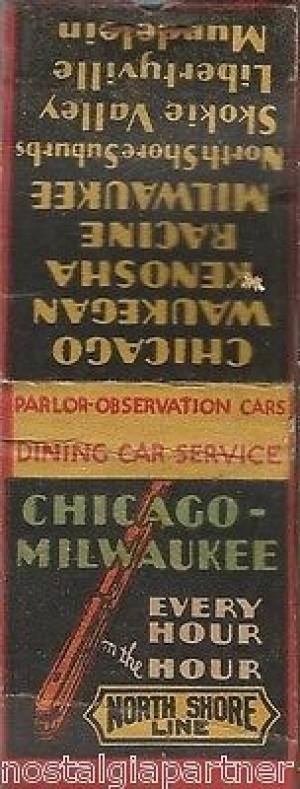 CHICAGO
WAUKEGAN
KENOSHA
RACINE
MILWAUKEE
North Shore Suburbs
Skokie Valley
Libertyville
Mundelein
PARLOR-OBSERVATION CARS
DINING CAR SERVICE
CHICAGO-
MILWAUKEE
EVERY
HOUR
on the HOUR
NORTH SHORE
LINE
nostalgiapartner